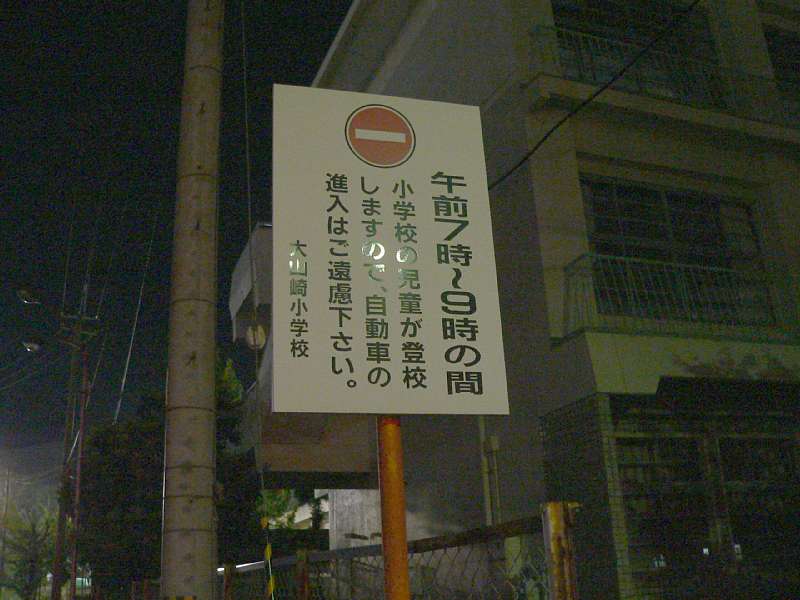 午前7時~9時の間
小学校の児童が登校
しますので、自動車の
進入はご遠慮下さい。
大山崎小学校